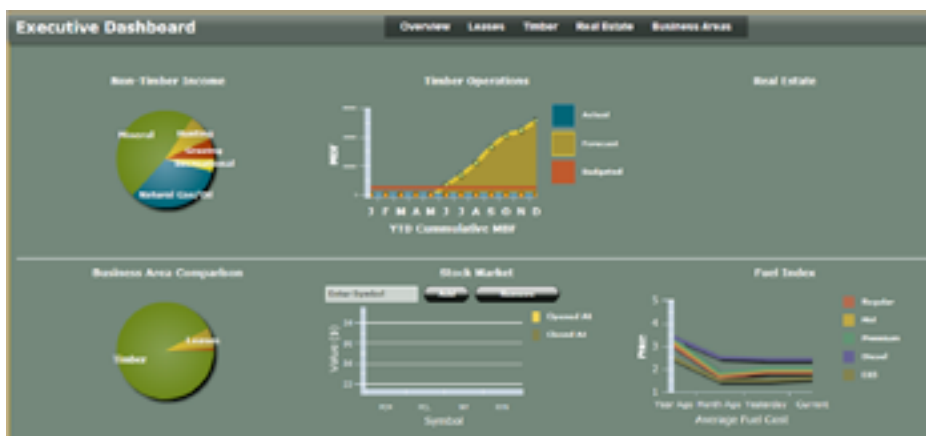 Executive Dashboard
Overview Leases Timber Real Estate Business Areas
Non-Timber Income
Mineral
Hunting
Grazing
Recreational
Natural Gas/Oil
Timber Operations
MBF
J F M A M J J A S O N D
YTD Cummulative MBF
Actual
Forecast
Budgeted
Real Estate
Business Area Comparison
Timber
Leases
Stock Market
Enter Symbol Add Remove
Value ($)
Symbol
Opened At
Closed At
Fuel Index
Price
5
4
3
2
1
Year Ago Month Ago Yesterday Current
Average Fuel Cost
Regular
Mid
Premium
Diesel
E85